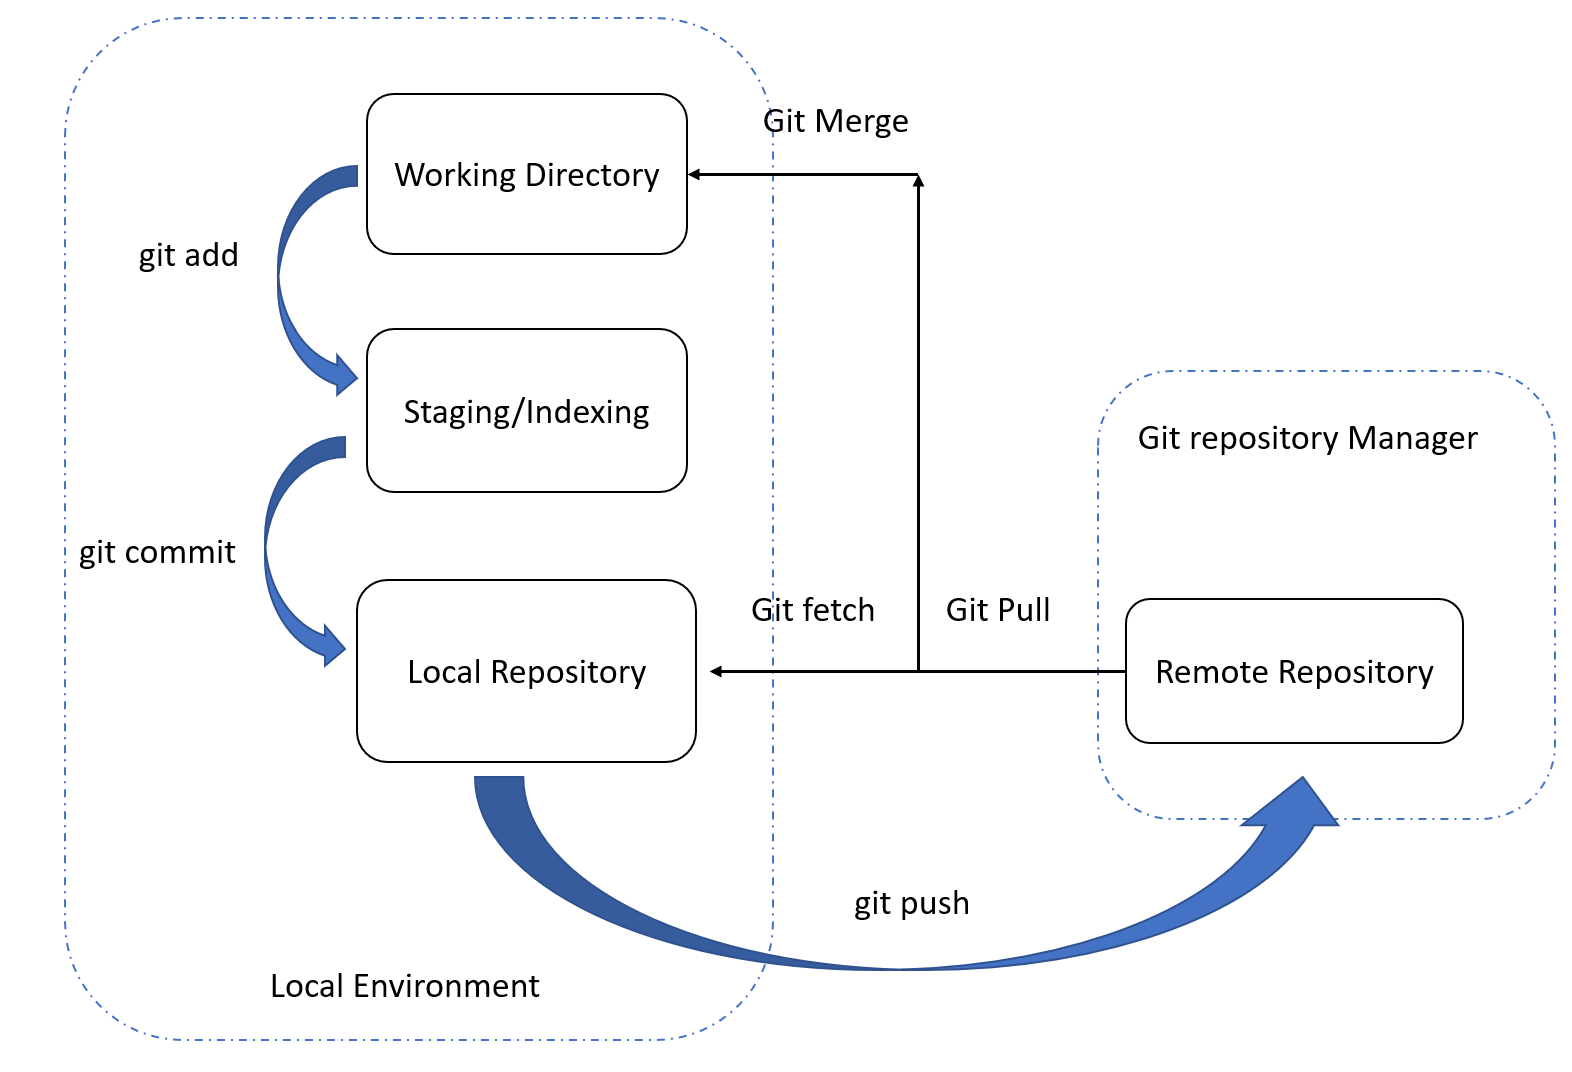 Git Merge
Working Directory
git add
Staging/Indexing
Git repository Manager
git commit
Git fetch
Git Pull
Local Repository
Remote Repository
git push
Local Environment